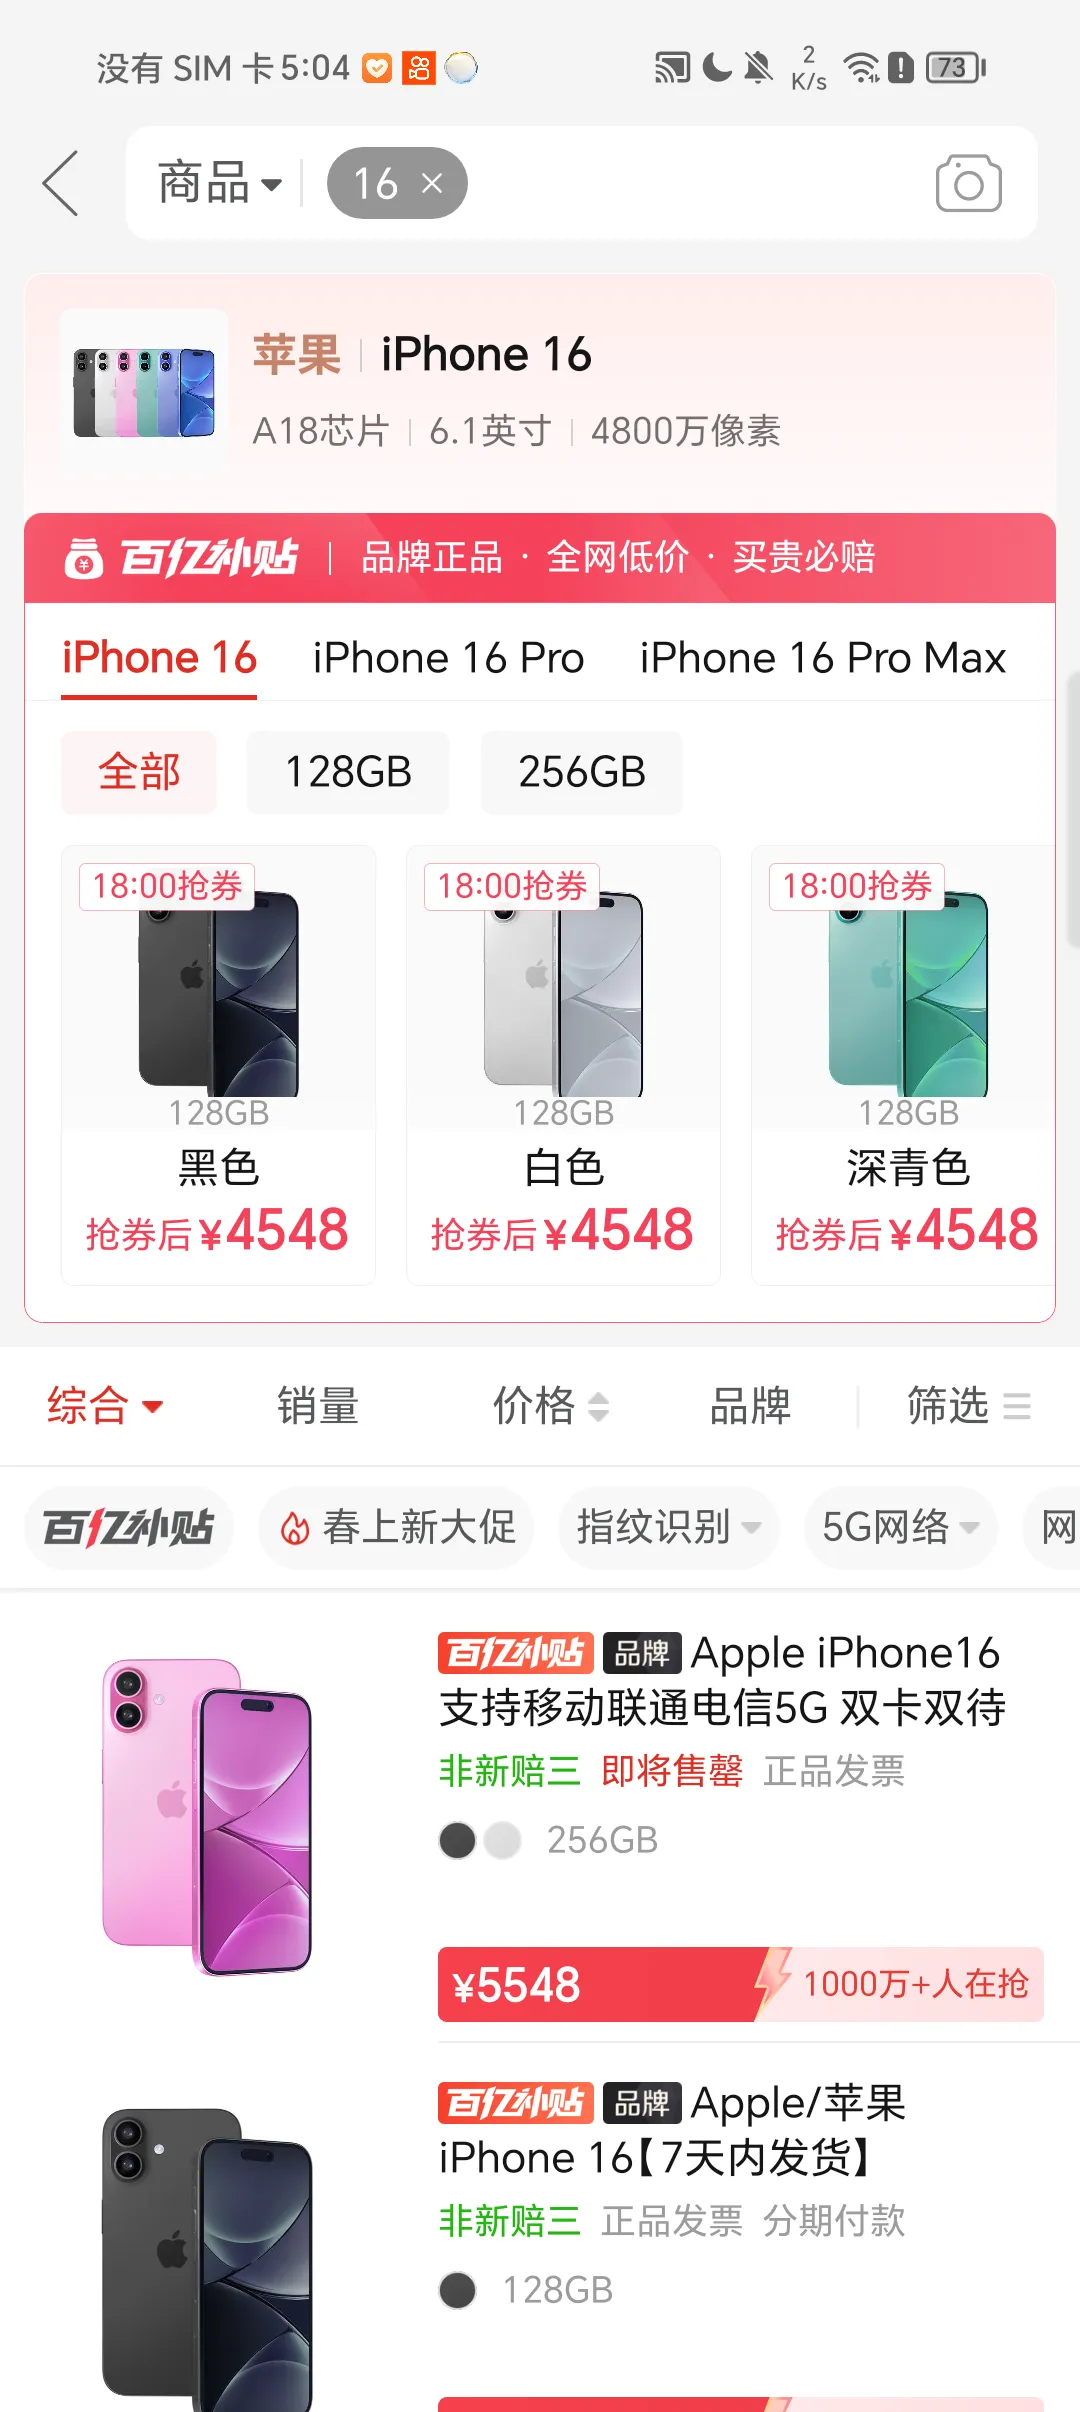 没有 SIM 卡 5:04 2 K/s 73
商品 16 ×
苹果 iPhone 16
A18芯片 6.1英寸 4800万像素
百亿补贴 品牌正品 · 全网低价 · 买贵必赔
iPhone 16 iPhone 16 Pro iPhone 16 Pro Max
全部 128GB 256GB
18:00抢券 18:00抢券 18:00抢券
128GB 128GB 128GB
黑色 白色 深青色
抢券后¥4548 抢券后¥4548 抢券后¥4548
综合 销量 价格 品牌 筛选
百亿补贴 春上新大促 指纹识别 5G网络 网
百亿补贴 品牌 Apple iPhone16
支持移动联通电信5G 双卡双待
非新赔三 即将售罄 正品发票
256GB
¥5548 1000万+人在抢
百亿补贴 品牌 Apple/苹果
iPhone 16【7天内发货】
非新赔三 正品发票 分期付款
128GB